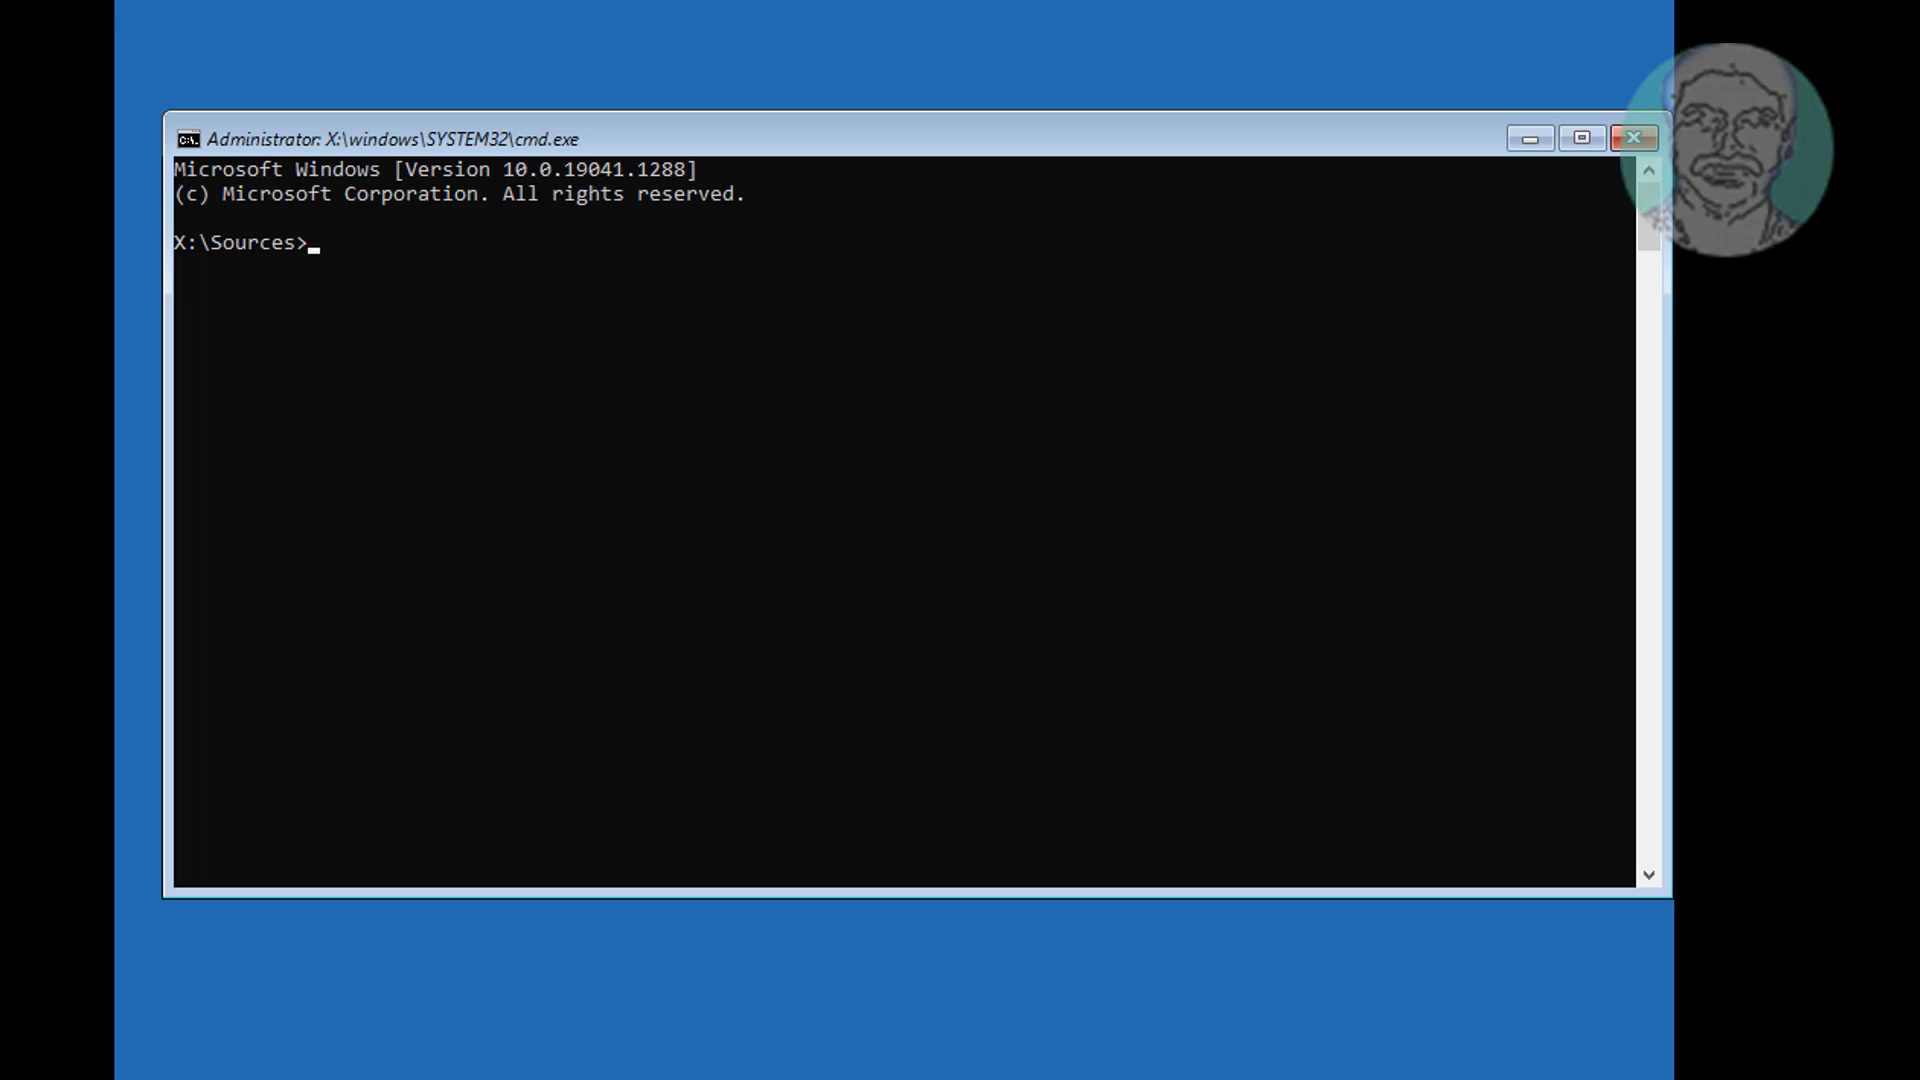 Administrator: X:\windows\SYSTEM32\cmd.exe
Microsoft Windows [Version 10.0.19041.1288]
(c) Microsoft Corporation. All rights reserved.
X:\Sources>